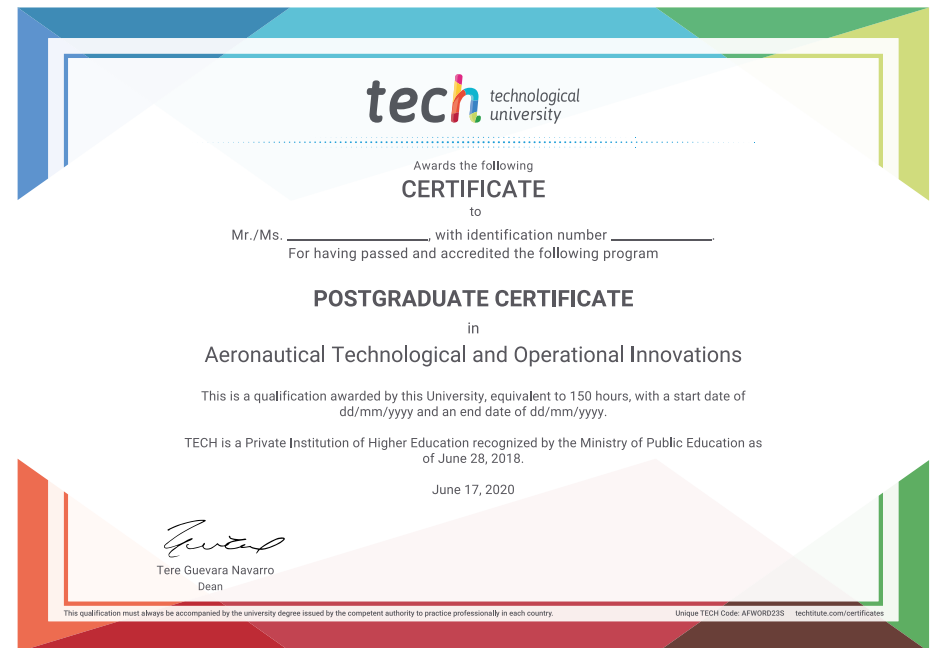 tech technological
university
Awards the following
CERTIFICATE
to
Mr./Ms. ____________________, with identification number ______________.
For having passed and accredited the following program
POSTGRADUATE CERTIFICATE
in
Aeronautical Technological and Operational Innovations
This is a qualification awarded by this University, equivalent to 150 hours, with a start date of
dd/mm/yyyy and an end date of dd/mm/yyyy.
TECH is a Private Institution of Higher Education recognized by the Ministry of Public Education as
of June 28, 2018.
June 17, 2020
Tere Guevara Navarro
Dean
This qualification must always be accompanied by the university degree issued by the competent authority to practice professionally in each country.
Unique TECH Code: AFWORD23S techtitute.com/certificates